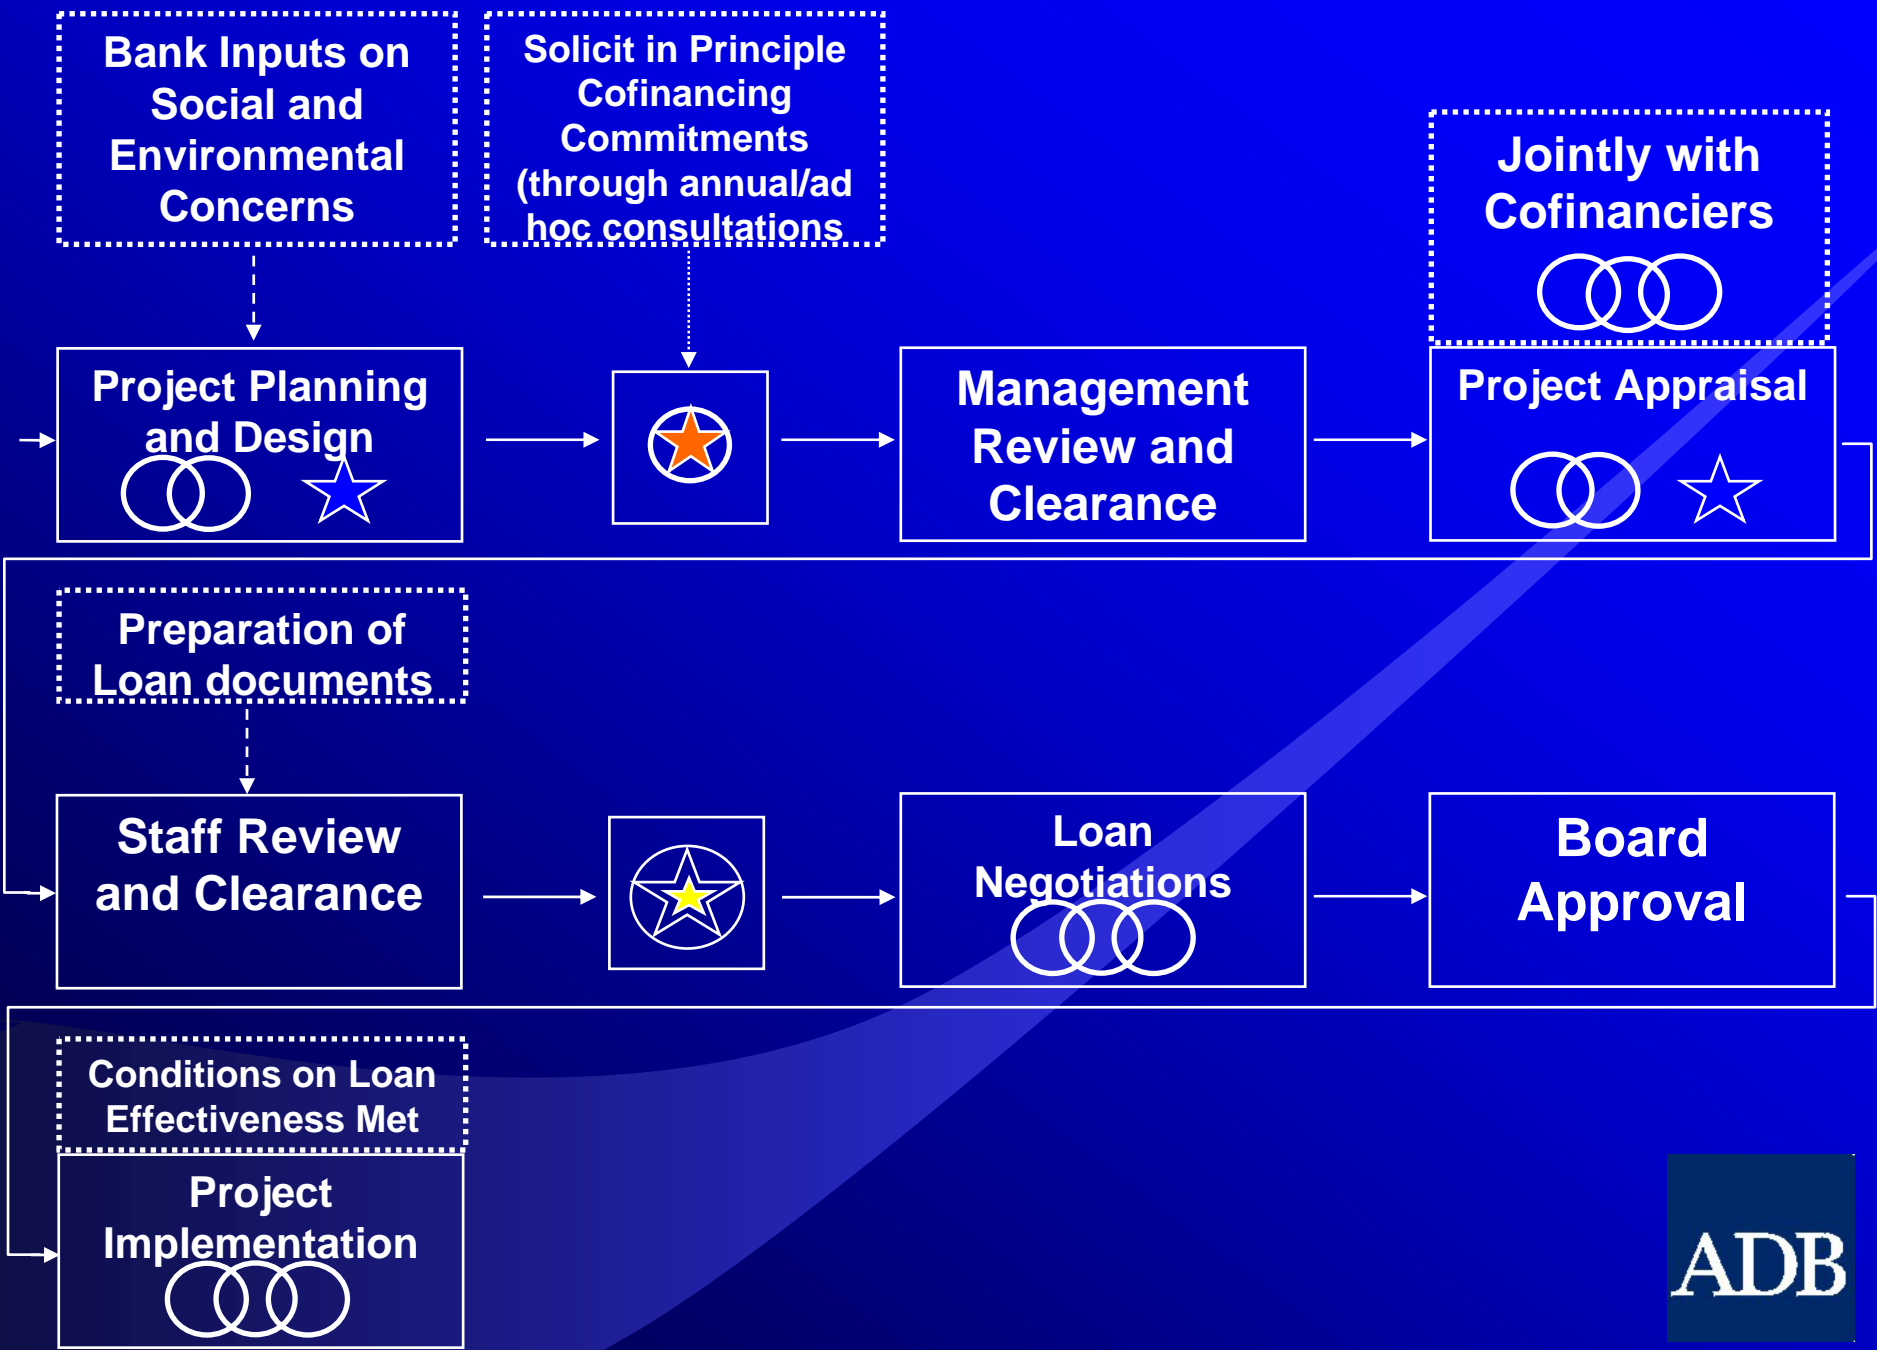 Bank Inputs on
Social and
Environmental
Concerns
Solicit in Principle
Cofinancing
Commitments
(through annual/ad
hoc consultations
Jointly with
Cofinanciers
Project Planning
and Design
Management
Review and
Clearance
Project Appraisal
Preparation of
Loan documents
Staff Review
and Clearance
Loan
Negotiations
Board
Approval
Conditions on Loan
Effectiveness Met
Project
Implementation
ADB